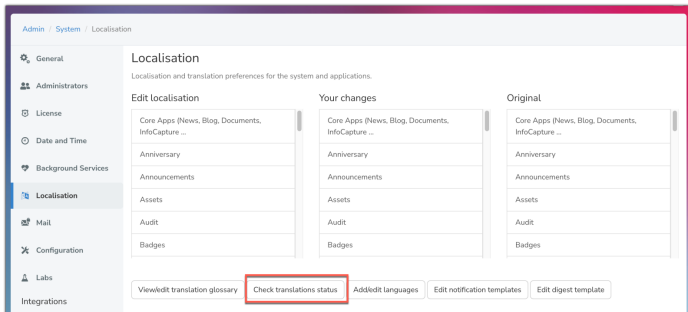 Admin / System / Localisation
General
Administrators
License
Date and Time
Background Services
Localisation
Mail
Configuration
Labs
Integrations
Localisation
Localisation and translation preferences for the system and applications.
Edit localisation
Core Apps (News, Blog, Documents,
InfoCapture ...
Anniversary
Announcements
Assets
Audit
Badges
Your changes
Core Apps (News, Blog, Documents,
InfoCapture ...
Anniversary
Announcements
Assets
Audit
Badges
Original
Core Apps (News, Blog, Documents,
InfoCapture ...
Anniversary
Announcements
Assets
Audit
Badges
View/edit translation glossary
Check translations status
Add/edit languages
Edit notification templates
Edit digest template